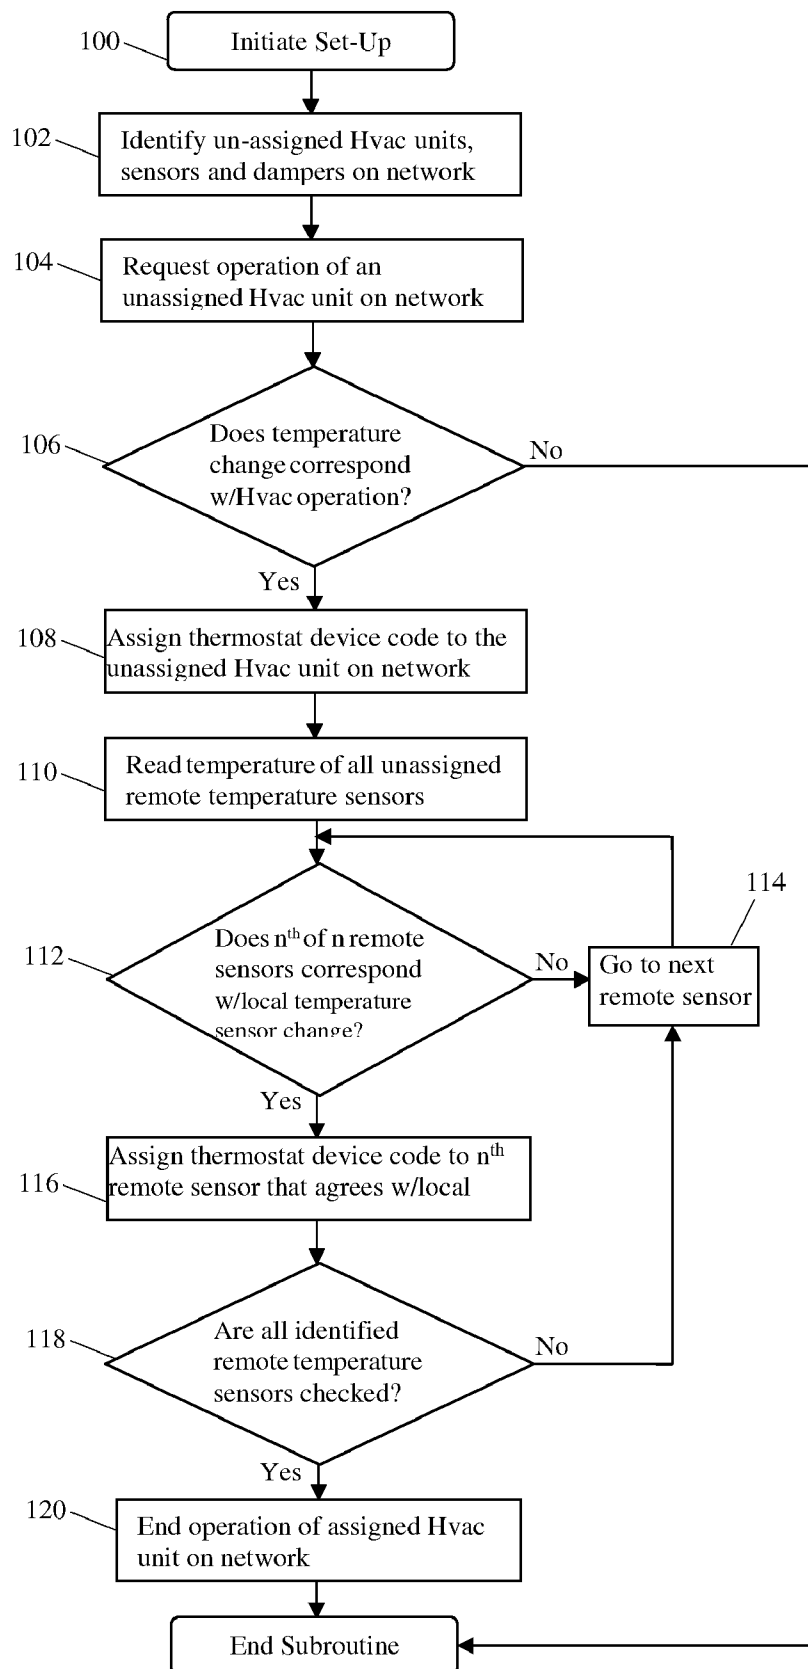 100
Initiate Set-Up
102
Identify un-assigned Hvac units,
sensors and dampers on network
104
Request operation of an
unassigned Hvac unit on network
106
Does temperature
change correspond
w/Hvac operation?
No
Yes
108
Assign thermostat device code to the
unassigned Hvac unit on network
110
Read temperature of all unassigned
remote temperature sensors
112
Does nth of n remote
sensors correspond
w/local temperature
sensor change?
No
114
Go to next
remote sensor
Yes
116
Assign thermostat device code to nth
remote sensor that agrees w/local
118
Are all identified
remote temperature
sensors checked?
No
Yes
120
End operation of assigned Hvac
unit on network
End Subroutine